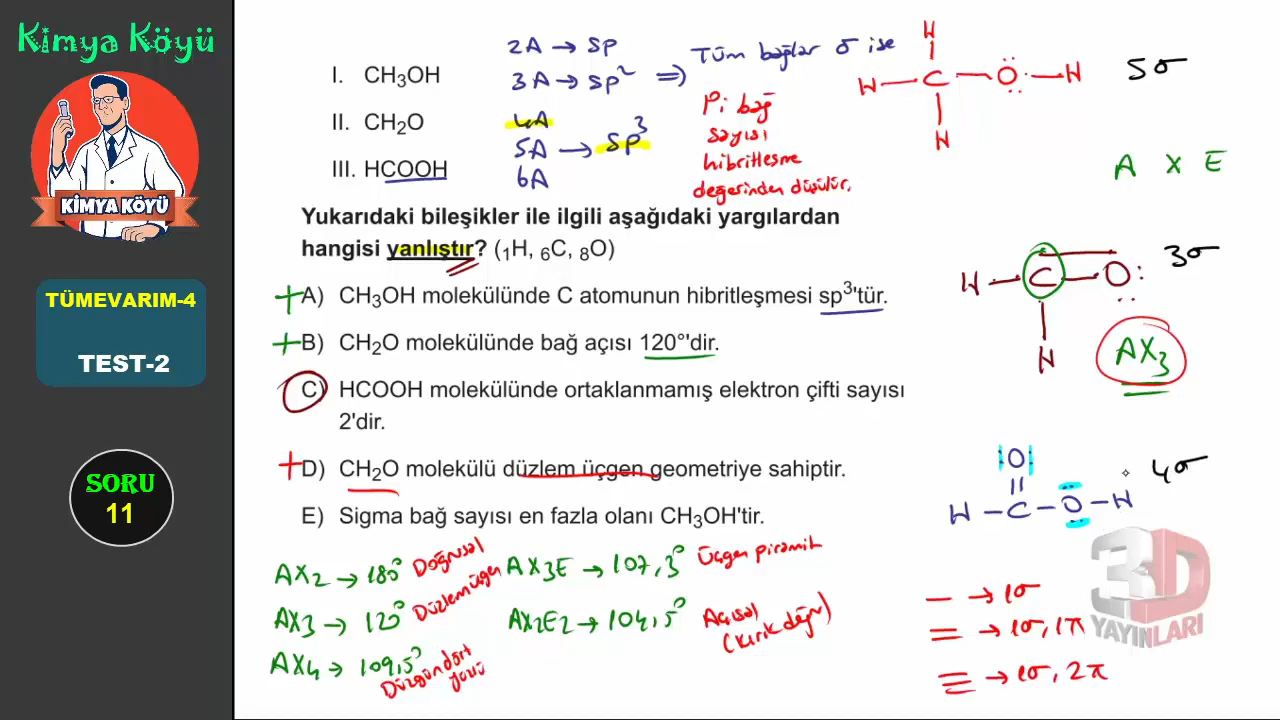 Kimya Köyü
KİMYA KÖYÜ
TÜMEVARIM-4
TEST-2
SORU
11
I. CH₃OH
II. CH₂O
III. HCOOH
2A → sp
3A → sp²
4A
5A → sp³
6A
⇒ Tüm bağlar σ ise
Pi bağ
sayısı
hibritleşme
değerinden düşülür.
H
H — C — O — H
H
5σ
A X E
Yukarıdaki bileşikler ile ilgili aşağıdaki yargılardan
hangisi yanlıştır? (₁H, ₆C, ₈O)
+ A) CH₃OH molekülünde C atomunun hibritleşmesi sp³'tür.
+ B) CH₂O molekülünde bağ açısı 120°'dir.
C) HCOOH molekülünde ortaklanmamış elektron çifti sayısı
2'dir.
+ D) CH₂O molekülü düzlem üçgen geometriye sahiptir.
E) Sigma bağ sayısı en fazla olanı CH₃OH'tir.
H — C = O
H
3σ
AX₃
O
H — C — O — H
4σ
AX₂ → 180° Doğrusal
AX₃ → 120° Düzlem üçgen
AX₄ → 109,5° Düzgün dört
yüzlü
AX₃E → 107,3° Üçgen piramit
AX₂E₂ → 104,5° Açısal
(kırık doğru)
— → 1σ
= → 1σ, 1π
≡ → 1σ, 2π
3D
YAYINLARI